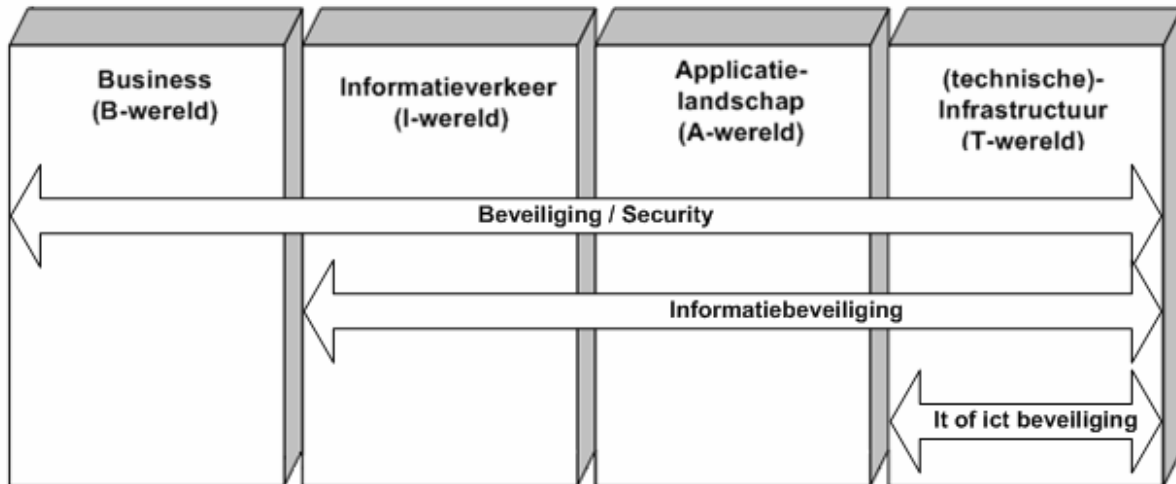 Business
(B-wereld)
Informatieverkeer
(I-wereld)
Applicatie-
landschap
(A-wereld)
(technische)-
Infrastructuur
(T-wereld)
Beveiliging / Security
Informatiebeveiliging
It of ict beveiliging